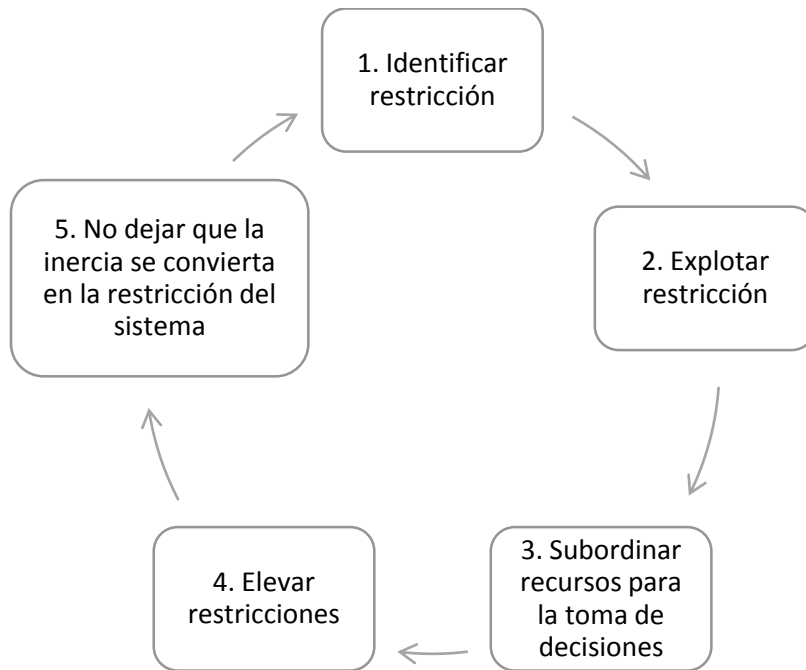 1. Identificar
restricción
2. Explotar
restricción
3. Subordinar
recursos para
la toma de
decisiones
4. Elevar
restricciones
5. No dejar que la
inercia se convierta
en la restricción del
sistema